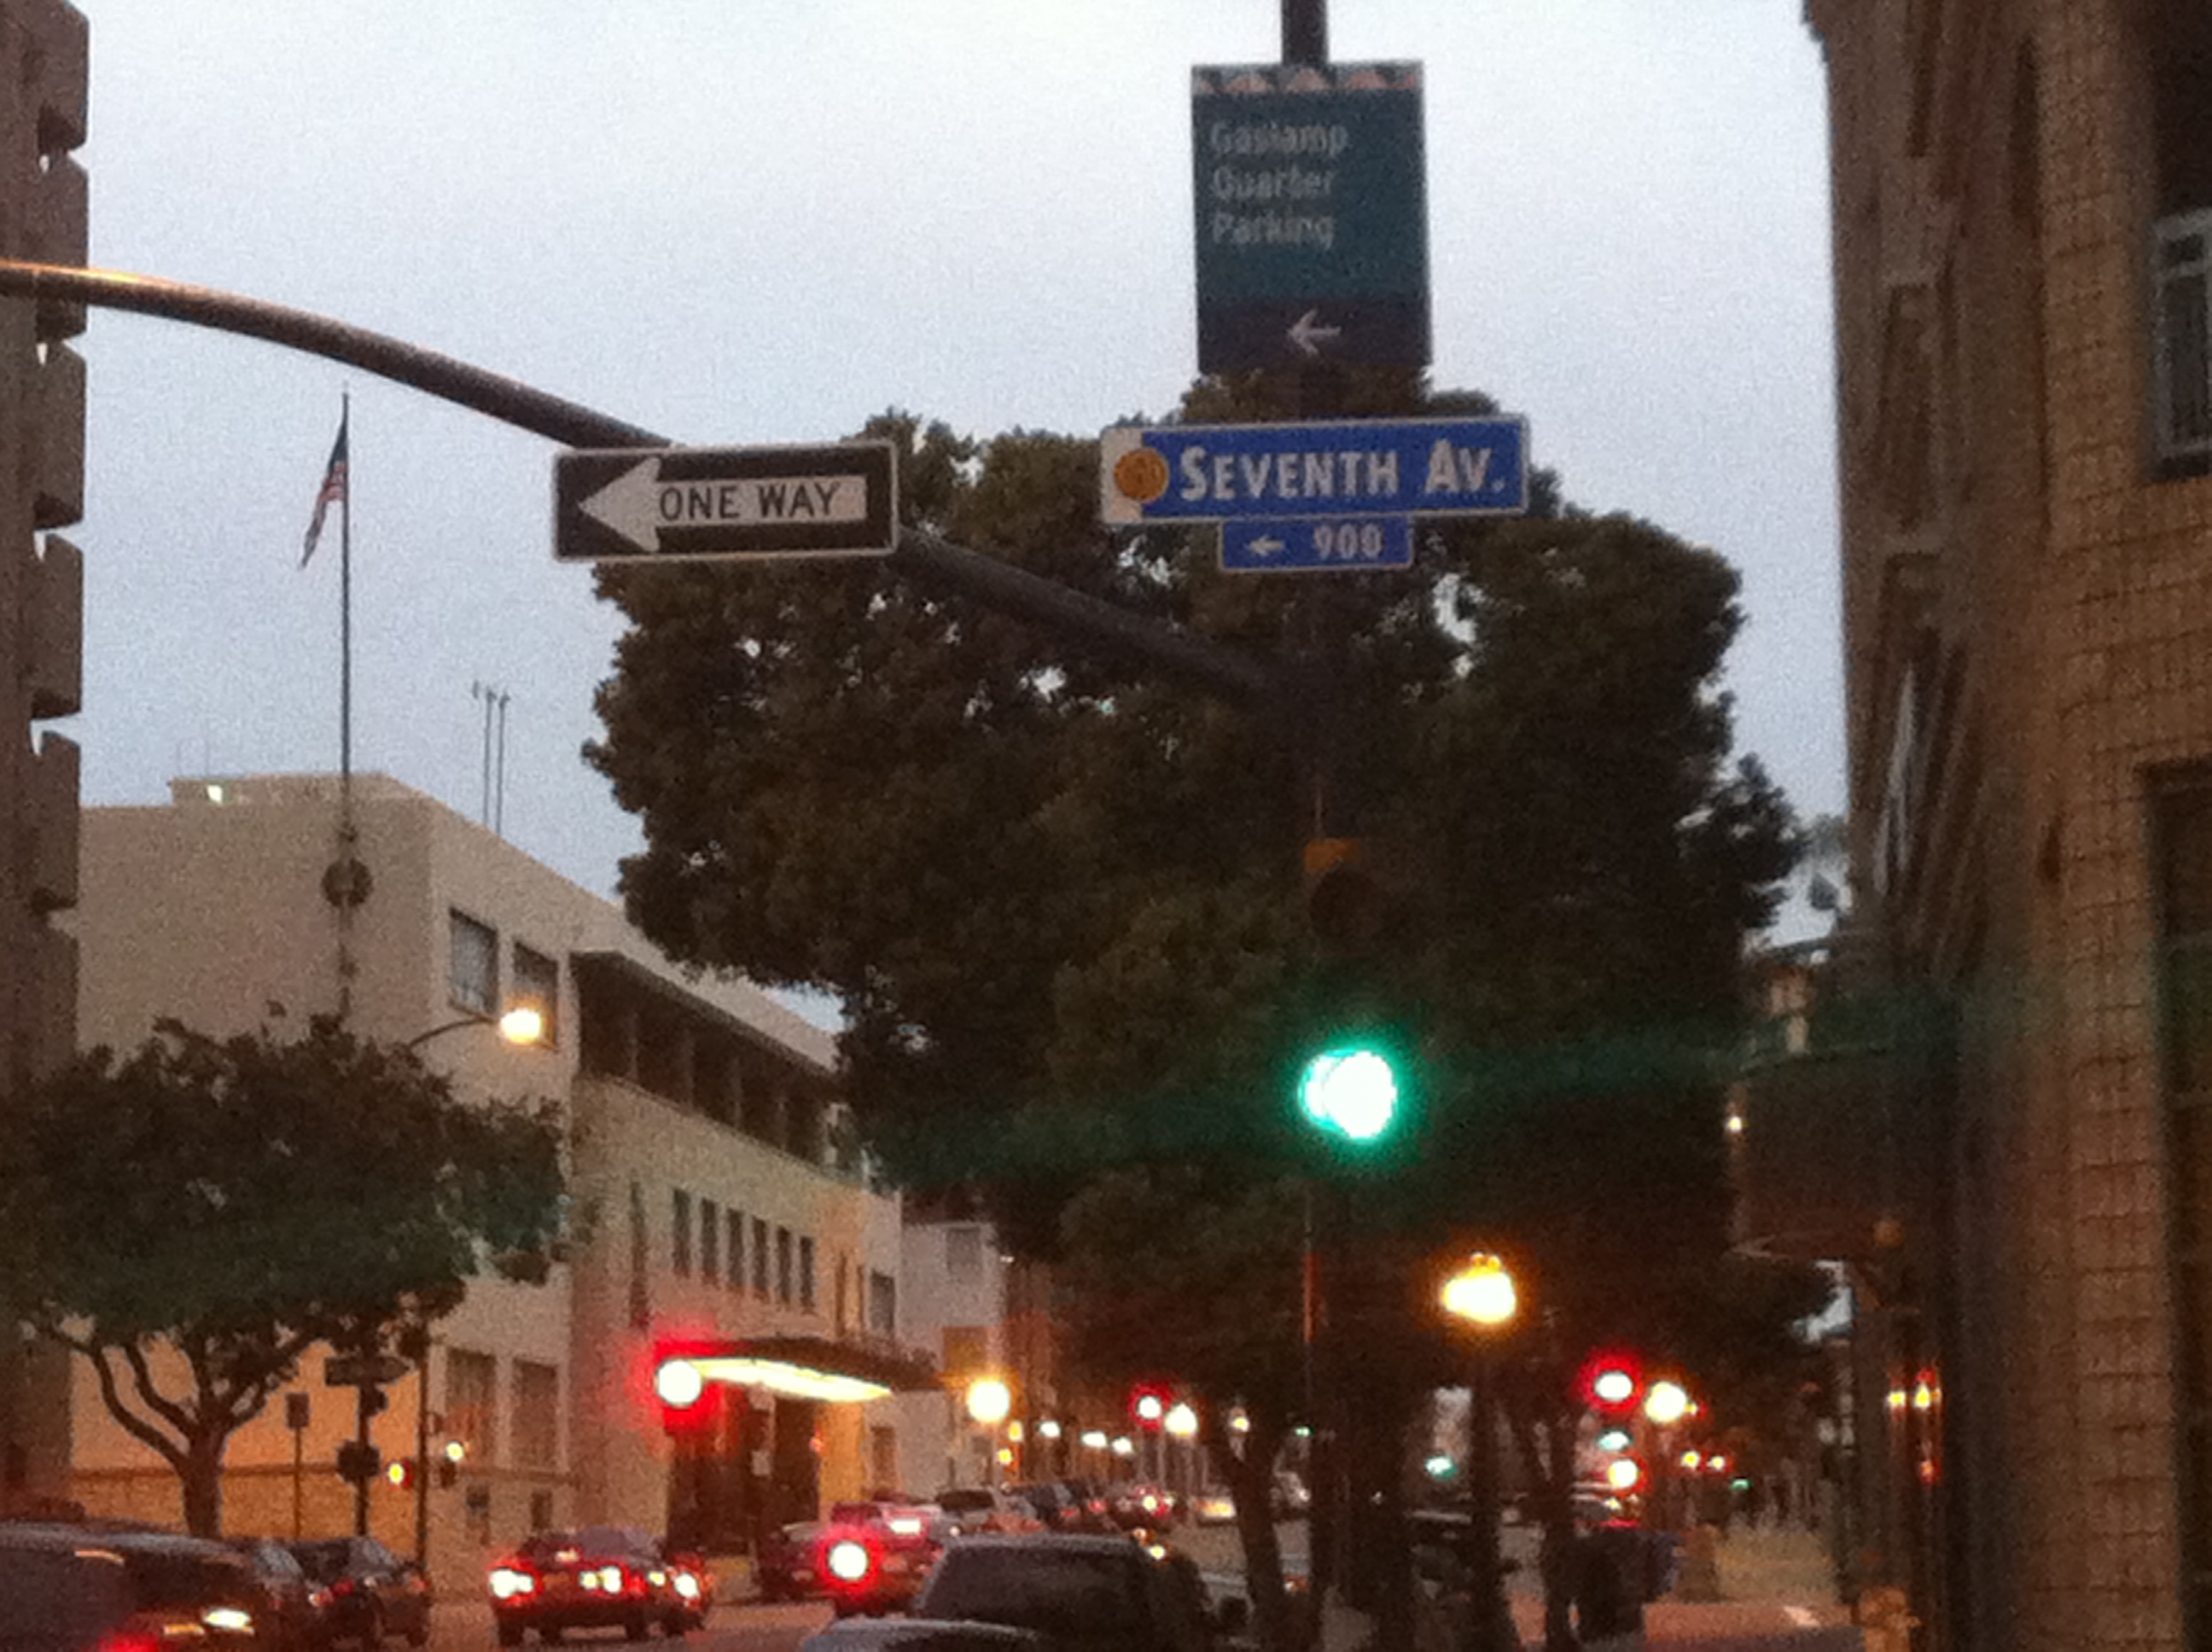 Gaslamp
Quarter
Parking
ONE WAY
SEVENTH AV.
← 900